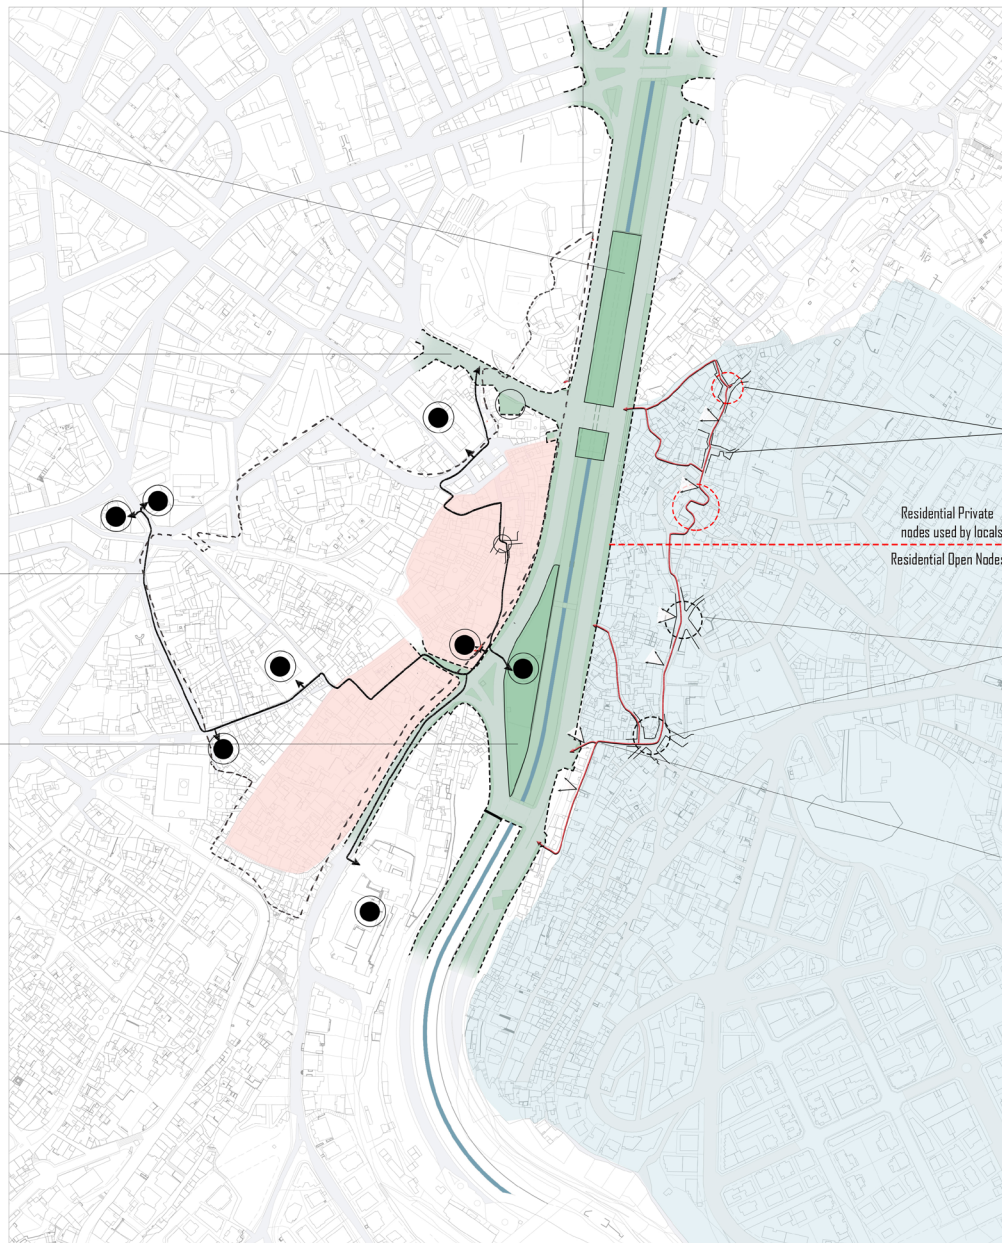 Residential Private
nodes used by locals
Residential Open Nodes